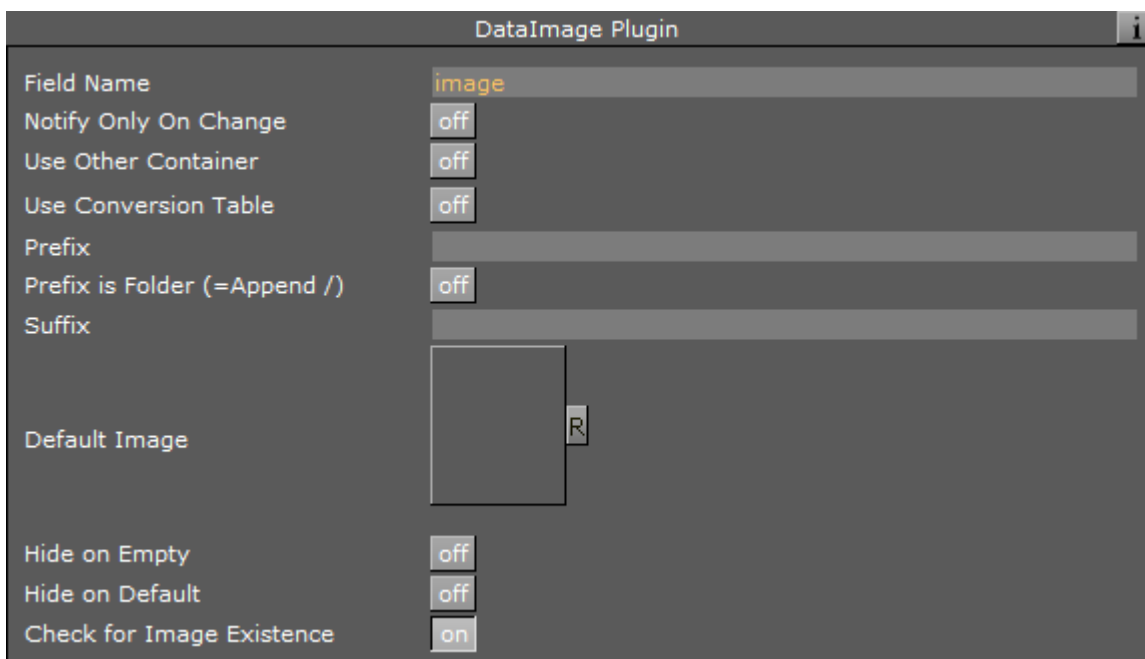 DataImage Plugin i
Field Name image
Notify Only On Change off
Use Other Container off
Use Conversion Table off
Prefix
Prefix is Folder (=Append /) off
Suffix
Default Image R
Hide on Empty off
Hide on Default off
Check for Image Existence on